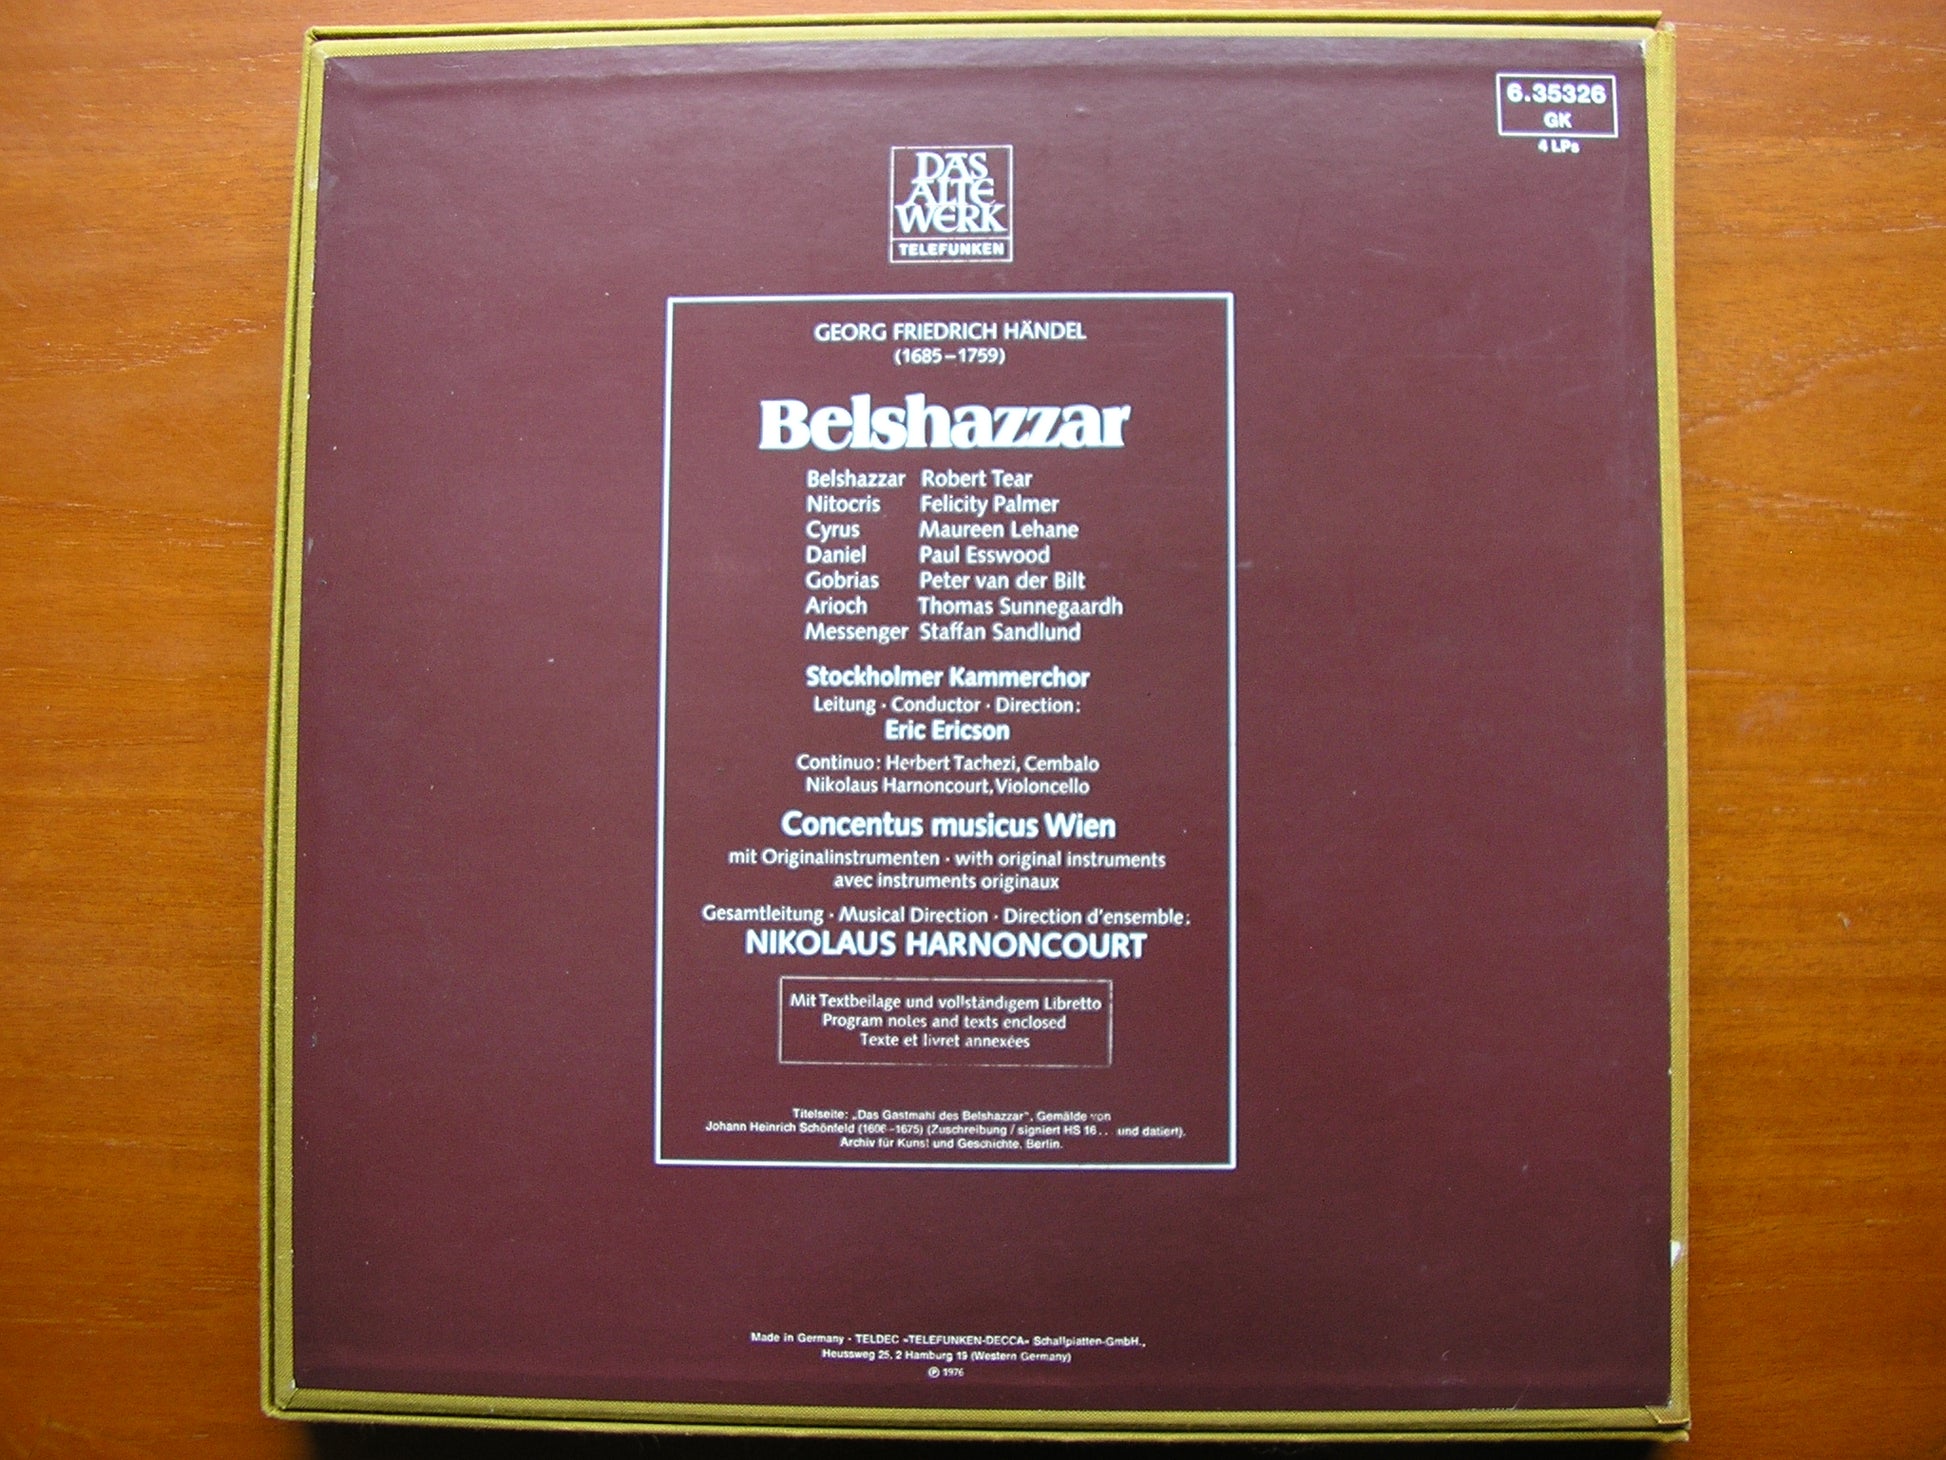 6.35326
GK
4 LPs
DAS
ALTE
WERK
TELEFUNKEN
GEORG FRIEDRICH HÄNDEL
(1685–1759)
Belshazzar
Belshazzar Robert Tear
Nitocris Felicity Palmer
Cyrus Maureen Lehane
Daniel Paul Esswood
Gobrias Peter van der Bilt
Arioch Thomas Sunnegaardh
Messenger Staffan Sandlund
Stockholmer Kammerchor
Leitung · Conductor · Direction:
Eric Ericson
Continuo: Herbert Tachezi, Cembalo
Nikolaus Harnoncourt, Violoncello
Concentus musicus Wien
mit Originalinstrumenten · with original instruments
avec instruments originaux
Gesamtleitung · Musical Direction · Direction d'ensemble:
NIKOLAUS HARNONCOURT
Mit Textbeilage und vollständigem Libretto
Program notes and texts enclosed
Texte et livret annexées
Titelseite: „Das Gastmahl des Belshazzar", Gemälde von
Johann Heinrich Schönfeld (1606–1675) (Zuschreibung / signiert HS 16.. und datiert).
Archiv für Kunst und Geschichte, Berlin.
Made in Germany · TELDEC »TELEFUNKEN-DECCA« Schallplatten-GmbH.,
Heussweg 25, 2 Hamburg 19 (Western Germany)
℗ 1976